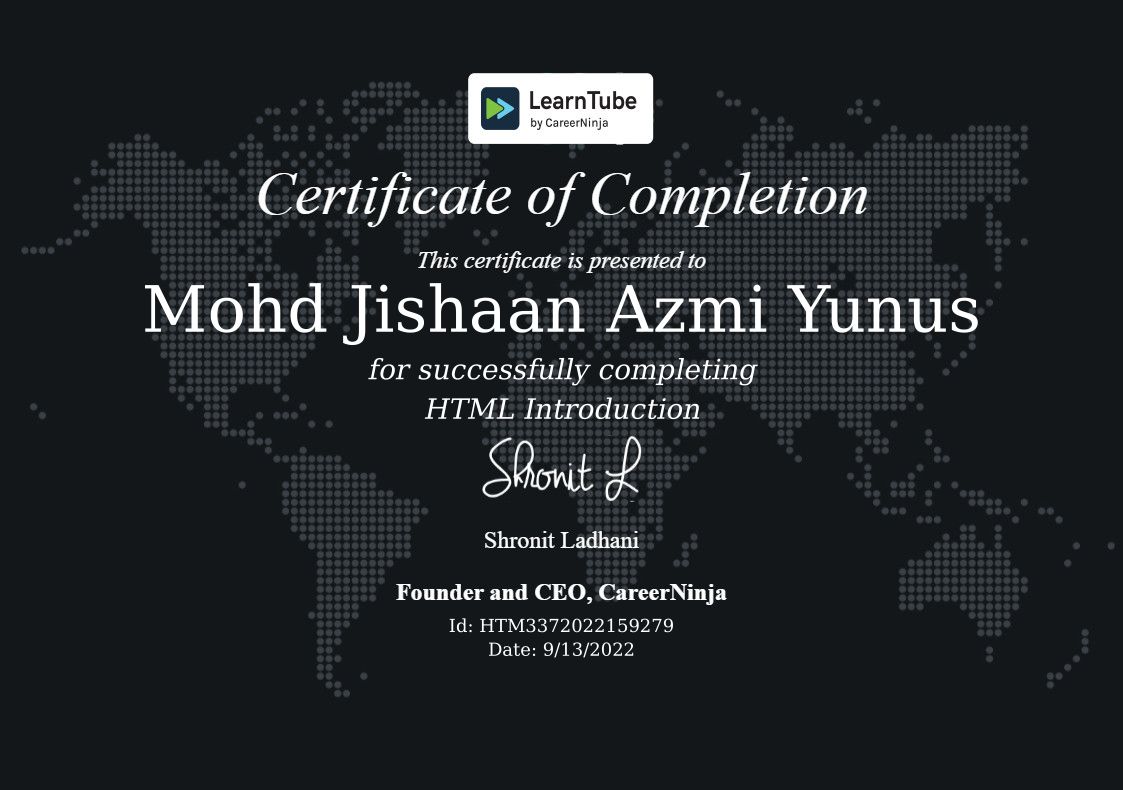 LearnTube
by CareerNinja
Certificate of Completion
This certificate is presented to
Mohd Jishaan Azmi Yunus
for successfully completing
HTML Introduction
Shronit L
Shronit Ladhani
Founder and CEO, CareerNinja
Id: HTM3372022159279
Date: 9/13/2022